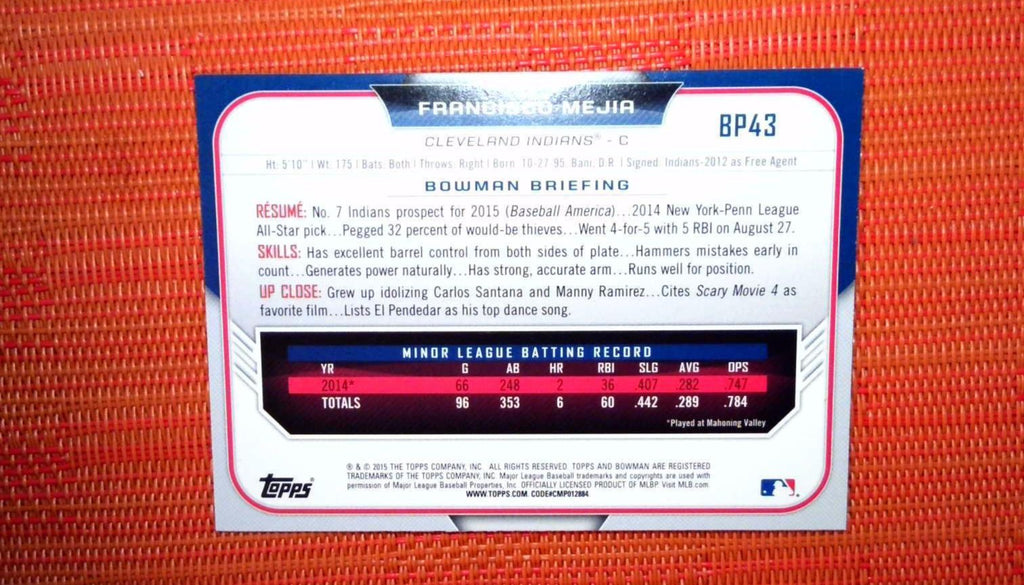 FRANCISCO MEJIA
BP43
CLEVELAND INDIANS® - C
Ht: 5'10" | Wt: 175 | Bats: Both | Throws: Right | Born: 10-27-95, Bani, D.R. | Signed: Indians-2012 as Free Agent
BOWMAN BRIEFING
RÉSUMÉ: No. 7 Indians prospect for 2015 (Baseball America)...2014 New York-Penn League
All-Star pick...Pegged 32 percent of would-be thieves...Went 4-for-5 with 5 RBI on August 27.
SKILLS: Has excellent barrel control from both sides of plate...Hammers mistakes early in
count...Generates power naturally...Has strong, accurate arm...Runs well for position.
UP CLOSE: Grew up idolizing Carlos Santana and Manny Ramirez...Cites Scary Movie 4 as
favorite film...Lists El Pendedar as his top dance song.
MINOR LEAGUE BATTING RECORD
YR G AB HR RBI SLG AVG OPS
2014* 66 248 2 36 .407 .282 .747
TOTALS 96 353 6 60 .442 .289 .784
*Played at Mahoning Valley
® & © 2015 THE TOPPS COMPANY, INC. ALL RIGHTS RESERVED. TOPPS AND BOWMAN ARE REGISTERED
TRADEMARKS OF THE TOPPS COMPANY, INC. Major League Baseball trademarks and copyrights are used with
permission of Major League Baseball Properties, Inc. OFFICIALLY LICENSED PRODUCT OF MLBP Visit MLB.com
WWW.TOPPS.COM. CODE#CMP012884
TOPPS®